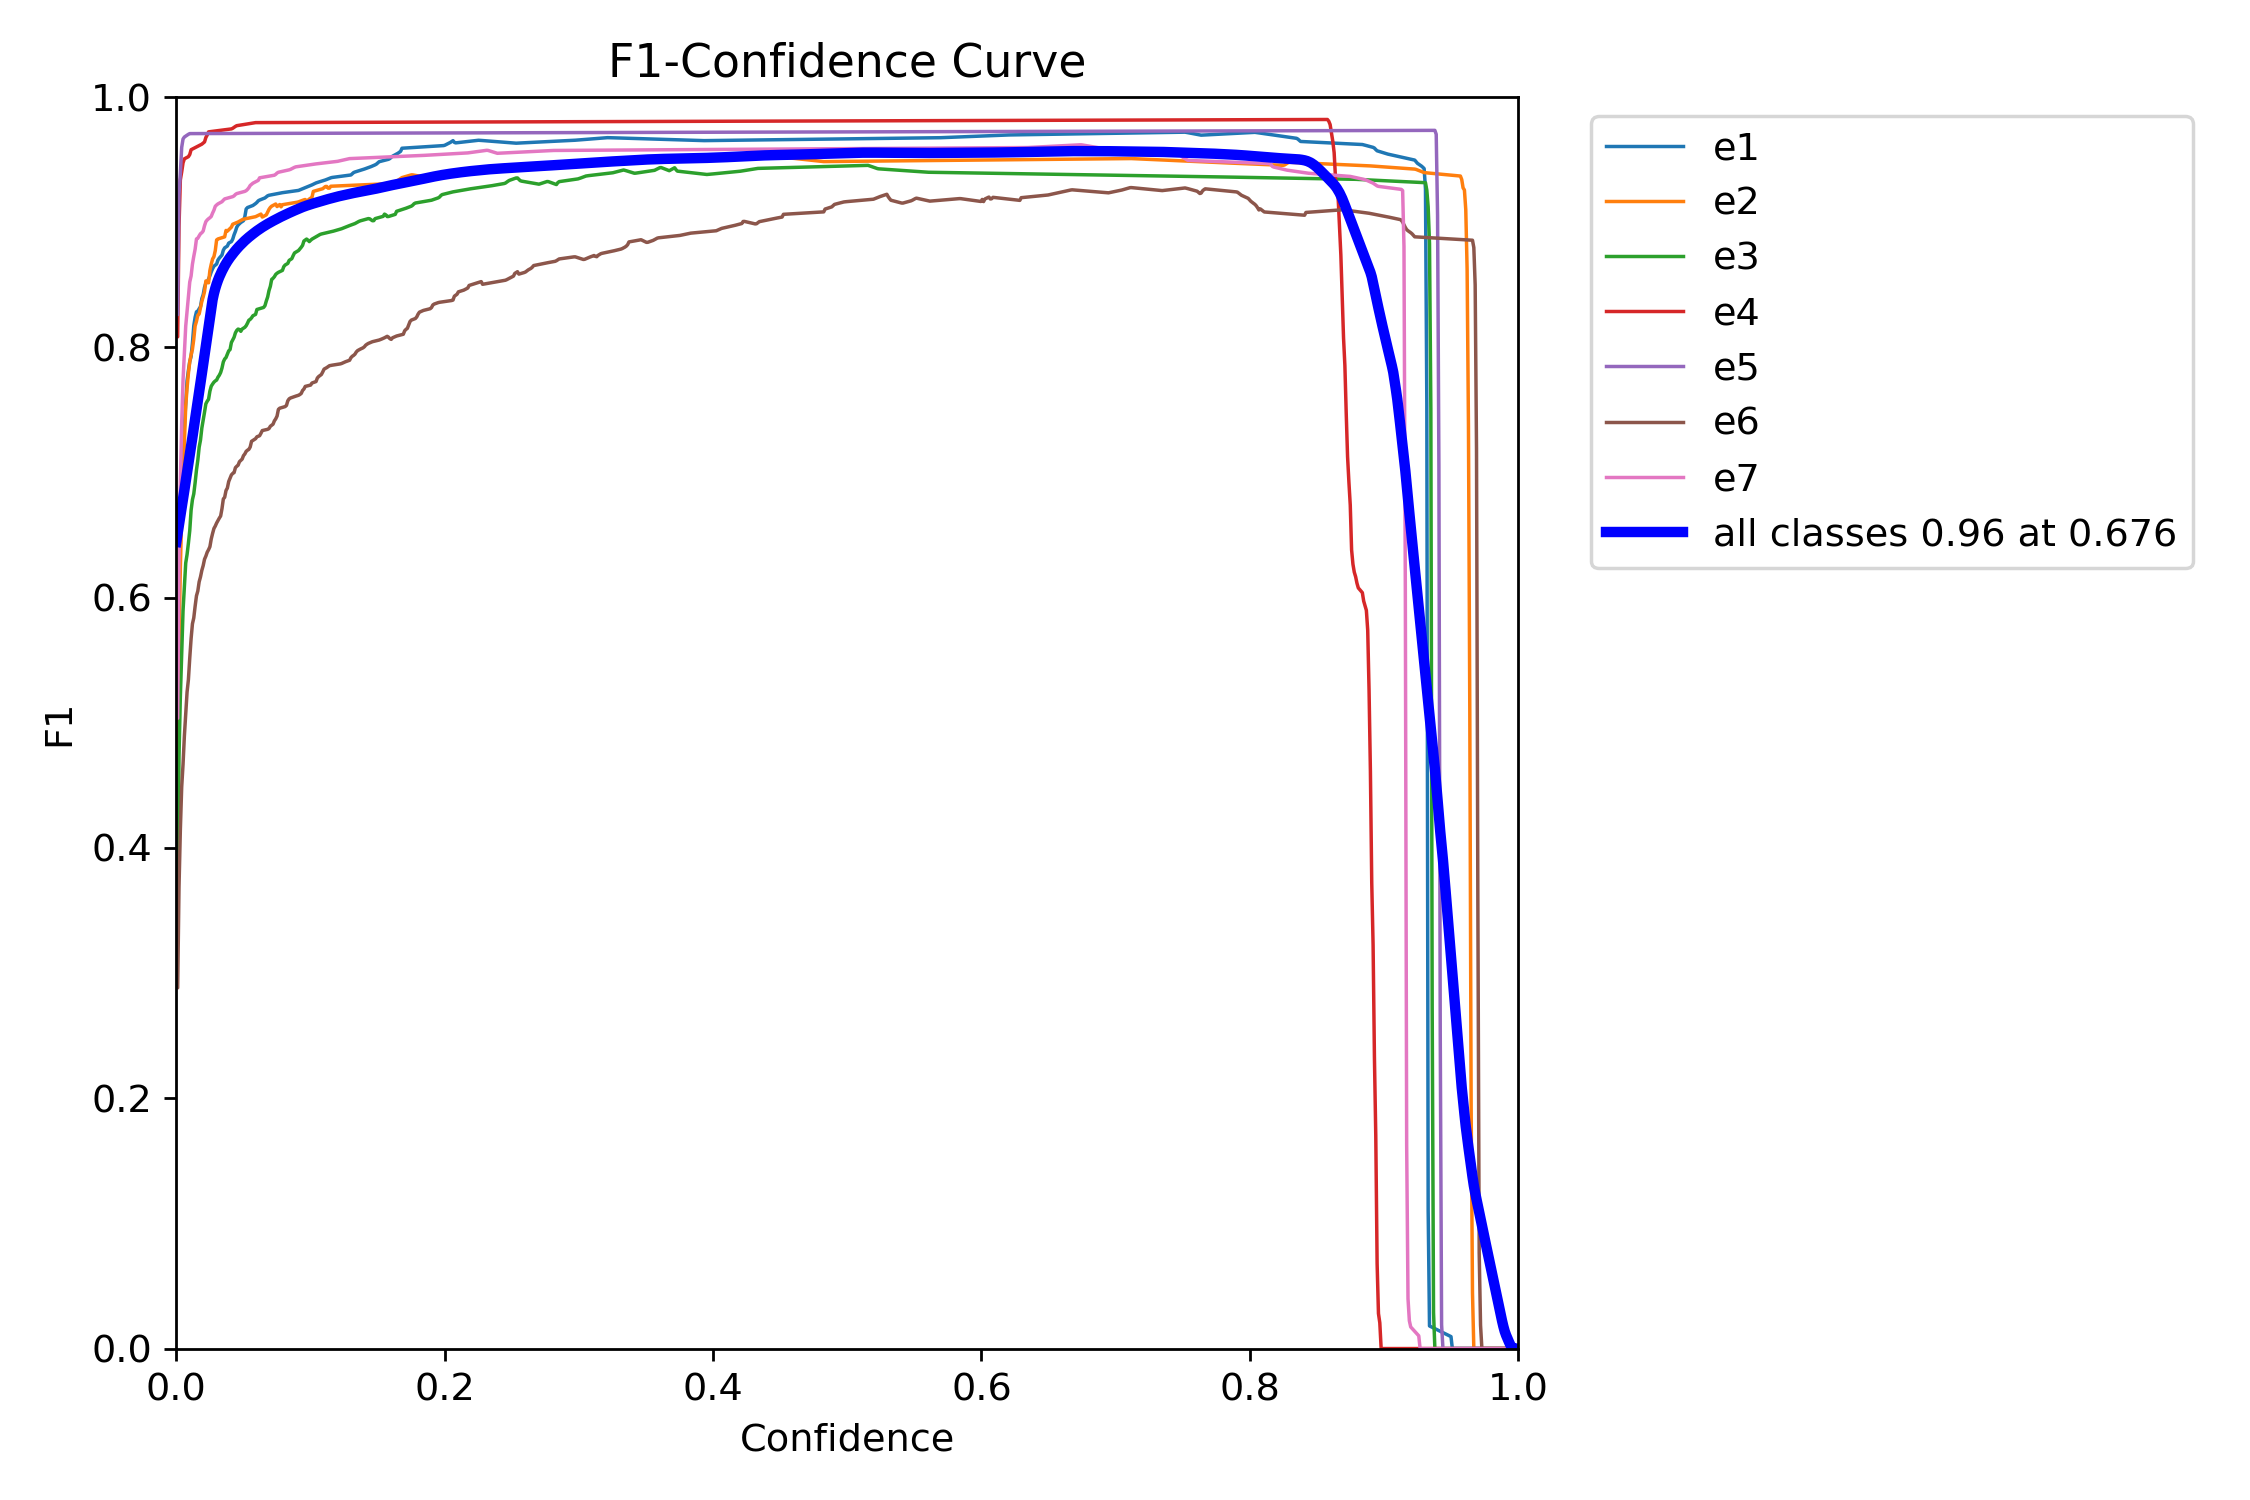 F1-Confidence Curve
1.0
0.8
0.6
0.4
0.2
0.0
F1
0.0 0.2 0.4 0.6 0.8 1.0
Confidence
e1
e2
e3
e4
e5
e6
e7
all classes 0.96 at 0.676